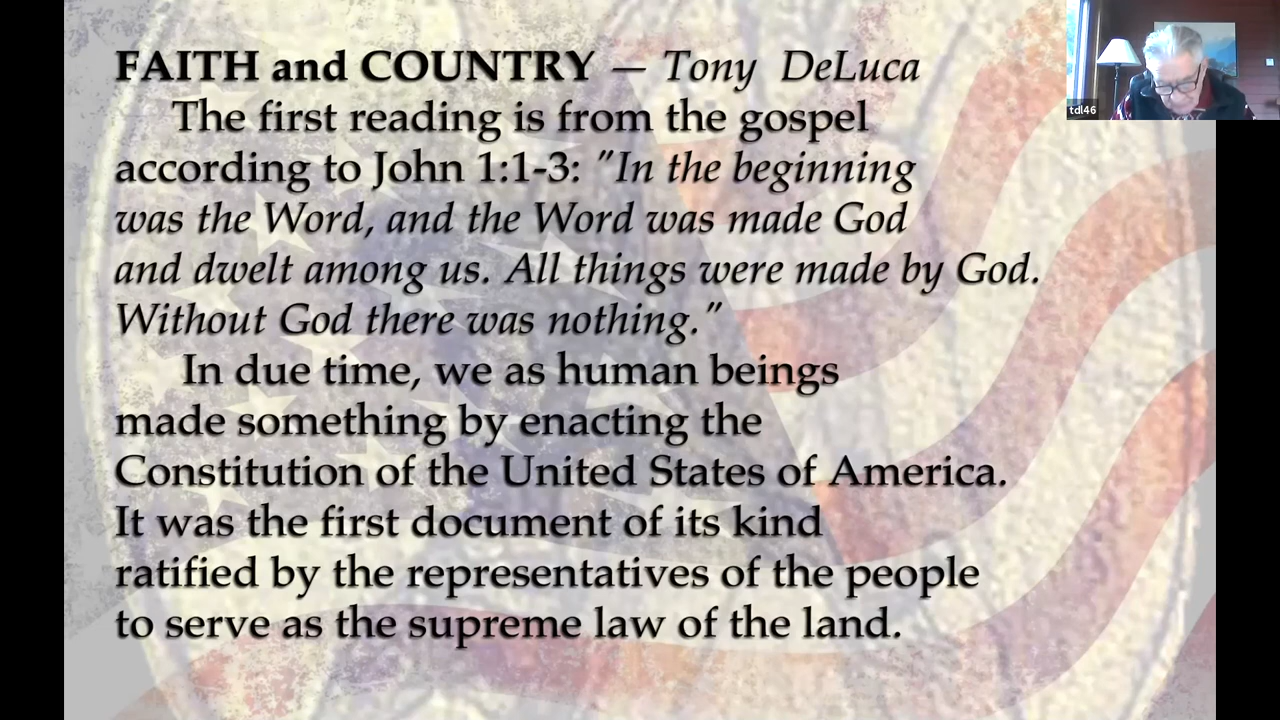 FAITH and COUNTRY — Tony DeLuca
The first reading is from the gospel
according to John 1:1-3: "In the beginning
was the Word, and the Word was made God
and dwelt among us. All things were made by God.
Without God there was nothing."
In due time, we as human beings
made something by enacting the
Constitution of the United States of America.
It was the first document of its kind
ratified by the representatives of the people
to serve as the supreme law of the land.
tdl46